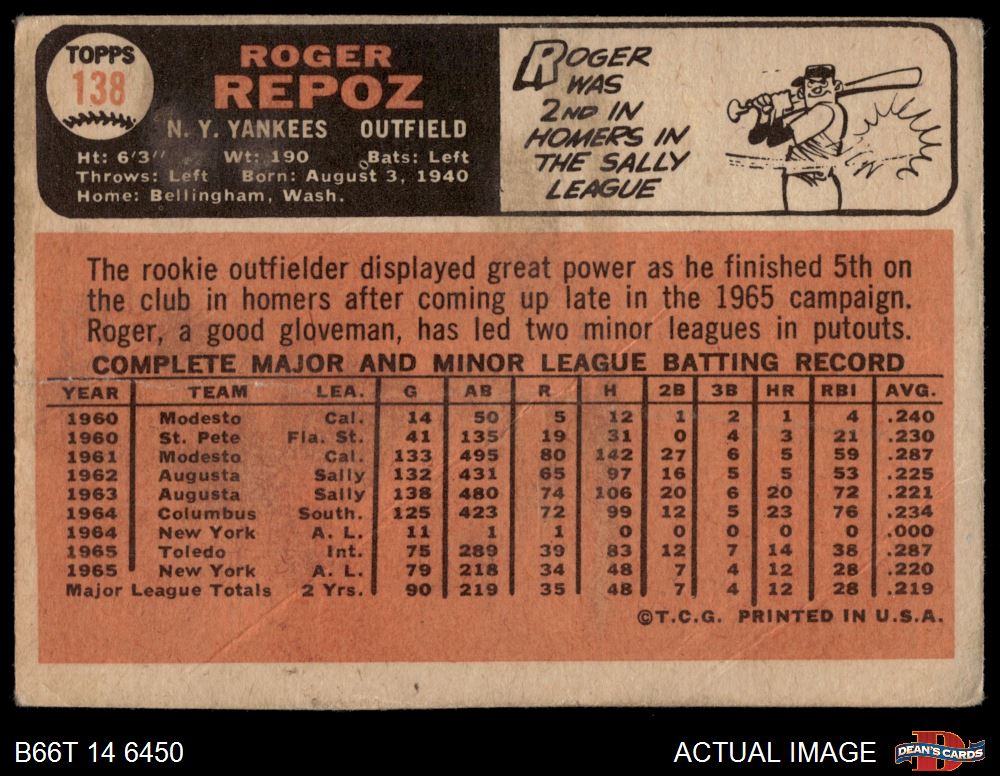 TOPPS
138
ROGER
REPOZ
N. Y. YANKEES OUTFIELD
Ht: 6'3" Wt: 190 Bats: Left
Throws: Left Born: August 3, 1940
Home: Bellingham, Wash.
ROGER
WAS
2ND IN
HOMERS IN
THE SALLY
LEAGUE
The rookie outfielder displayed great power as he finished 5th on
the club in homers after coming up late in the 1965 campaign.
Roger, a good gloveman, has led two minor leagues in putouts.
COMPLETE MAJOR AND MINOR LEAGUE BATTING RECORD
YEAR TEAM LEA. G AB R H 2B 3B HR RBI AVG.
1960 Modesto Cal. 14 50 5 12 1 2 1 4 .240
1960 St. Pete Fla. St. 41 135 19 31 0 4 3 21 .230
1961 Modesto Cal. 133 495 80 142 27 6 5 59 .287
1962 Augusta Sally 132 431 65 97 16 5 5 53 .225
1963 Augusta Sally 138 480 74 106 20 6 20 72 .221
1964 Columbus South. 125 423 72 99 12 5 23 76 .234
1964 New York A. L. 11 1 1 0 0 0 0 0 .000
1965 Toledo Int. 75 289 39 83 12 7 14 38 .287
1965 New York A. L. 79 218 34 48 7 4 12 28 .220
Major League Totals 2 Yrs. 90 219 35 48 7 4 12 28 .219
©T.C.G. PRINTED IN U.S.A.
B66T 14 6450
ACTUAL IMAGE
D
DEAN'S CARDS